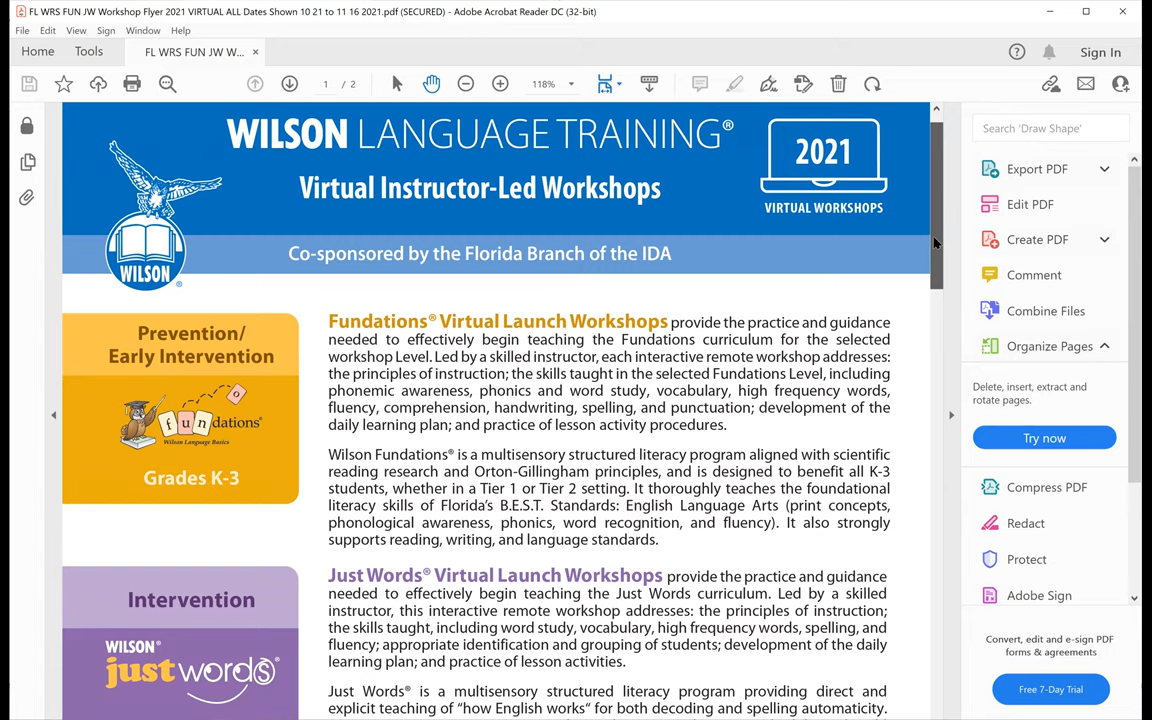 FL WRS FUN JW Workshop Flyer 2021 VIRTUAL ALL Dates Shown 10 21 to 11 16 2021.pdf (SECURED) - Adobe Acrobat Reader DC (32-bit)
File Edit View Sign Window Help
Home Tools FL WRS FUN JW W... × Sign In
1 / 2 118%
WILSON LANGUAGE TRAINING®
Virtual Instructor-Led Workshops
2021
VIRTUAL WORKSHOPS
Co-sponsored by the Florida Branch of the IDA
WILSON®
Prevention/
Early Intervention
fundations®
Wilson Language Basics
Grades K-3
Fundations® Virtual Launch Workshops provide the practice and guidance
needed to effectively begin teaching the Fundations curriculum for the selected
workshop Level. Led by a skilled instructor, each interactive remote workshop addresses:
the principles of instruction; the skills taught in the selected Fundations Level, including
phonemic awareness, phonics and word study, vocabulary, high frequency words,
fluency, comprehension, handwriting, spelling, and punctuation; development of the
daily learning plan; and practice of lesson activity procedures.
Wilson Fundations® is a multisensory structured literacy program aligned with scientific
reading research and Orton-Gillingham principles, and is designed to benefit all K-3
students, whether in a Tier 1 or Tier 2 setting. It thoroughly teaches the foundational
literacy skills of Florida's B.E.S.T. Standards: English Language Arts (print concepts,
phonological awareness, phonics, word recognition, and fluency). It also strongly
supports reading, writing, and language standards.
Intervention
WILSON®
just words®
Just Words® Virtual Launch Workshops provide the practice and guidance
needed to effectively begin teaching the Just Words curriculum. Led by a skilled
instructor, this interactive remote workshop addresses: the principles of instruction;
the skills taught, including word study, vocabulary, high frequency words, spelling, and
fluency; appropriate identification and grouping of students; development of the daily
learning plan; and practice of lesson activities.
Just Words® is a multisensory structured literacy program providing direct and
explicit teaching of "how English works" for both decoding and spelling automaticity.
Search 'Draw Shape'
Export PDF
Edit PDF
Create PDF
Comment
Combine Files
Organize Pages
Delete, insert, extract and
rotate pages.
Try now
Compress PDF
Redact
Protect
Adobe Sign
Convert, edit and e-sign PDF
forms & agreements
Free 7-Day Trial